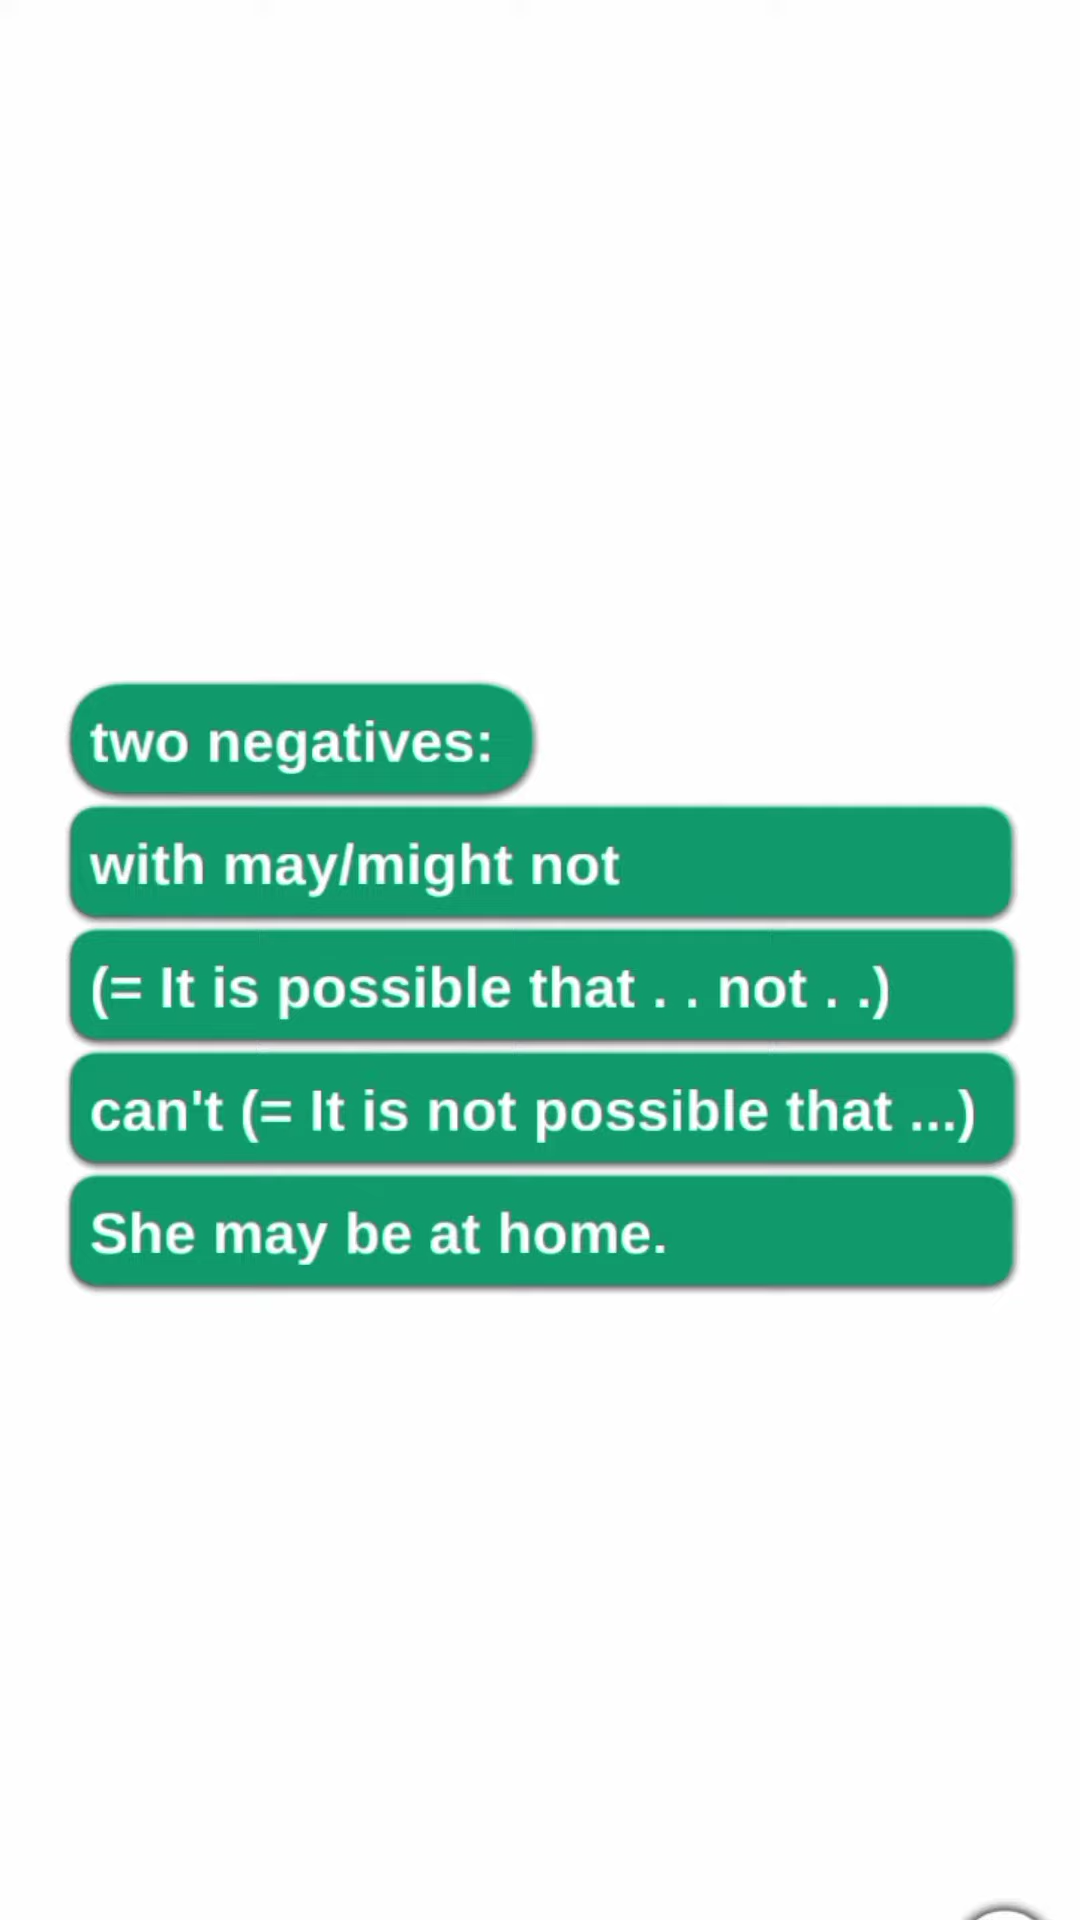 two negatives:
with may/might not
(= It is possible that . . not . .)
can't (= It is not possible that ...)
She may be at home.